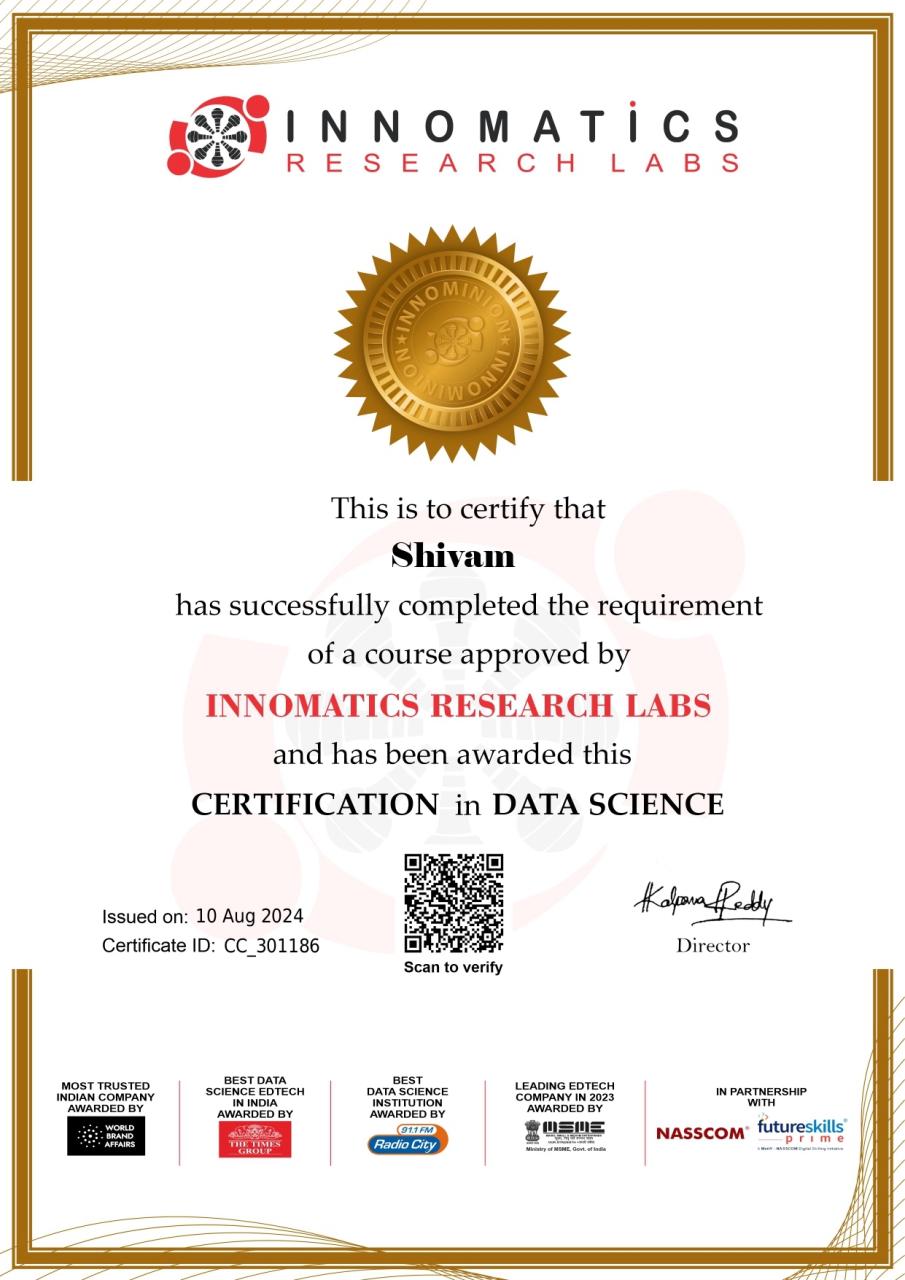 INNOMATICS
RESEARCH LABS
INNOMINION
INNOMINION
This is to certify that
Shivam
has successfully completed the requirement
of a course approved by
INNOMATICS RESEARCH LABS
and has been awarded this
CERTIFICATION in DATA SCIENCE
Issued on: 10 Aug 2024
Certificate ID: CC_301186
Scan to verify
Kalpana Reddy
Director
MOST TRUSTED
INDIAN COMPANY
AWARDED BY
WORLD
BRAND
AFFAIRS
BEST DATA
SCIENCE EDTECH
IN INDIA
AWARDED BY
THE TIMES
GROUP
BEST
DATA SCIENCE
INSTITUTION
AWARDED BY
91.1 FM
Radio City
LEADING EDTECH
COMPANY IN 2023
AWARDED BY
MSME
Ministry of MSME, Govt. of India
IN PARTNERSHIP
WITH
NASSCOM®
futureskills
prime